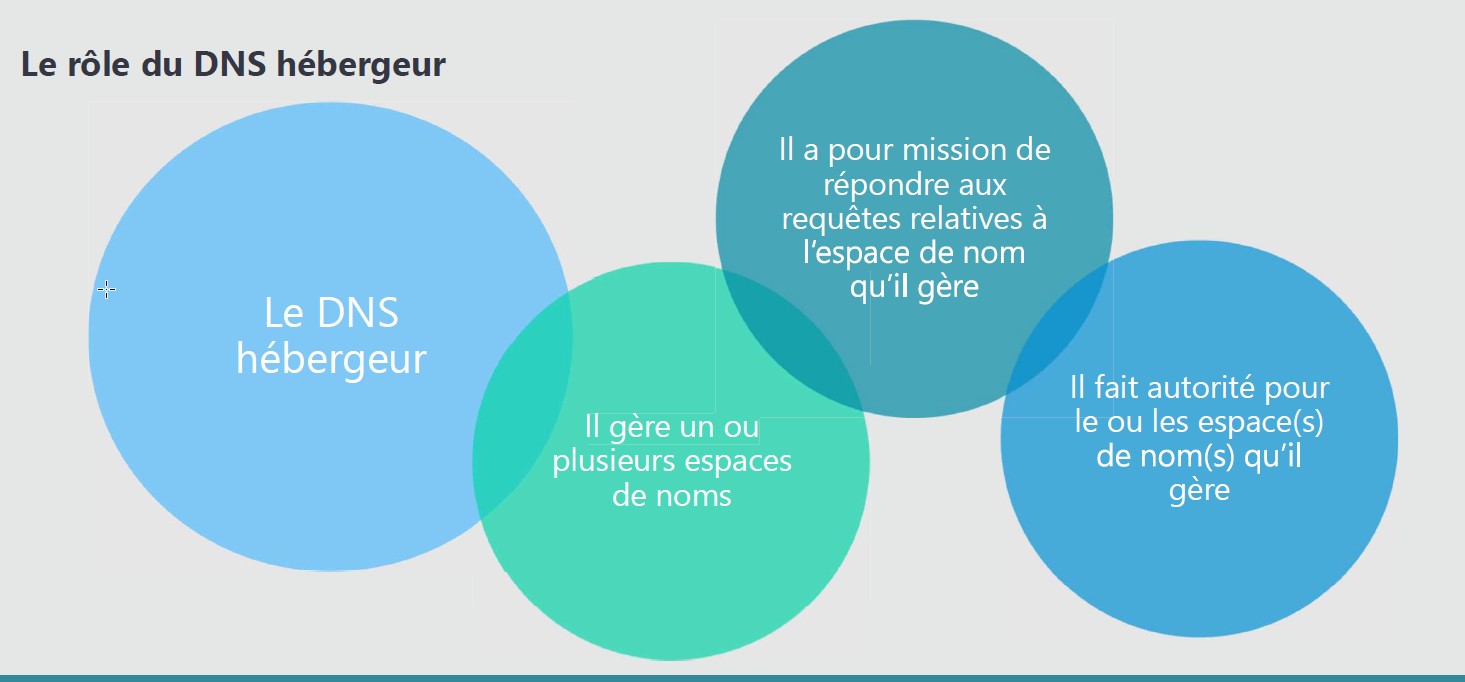 Le rôle du DNS hébergeur
Le DNS
hébergeur
Il gère un ou
plusieurs espaces
de noms
Il a pour mission de
répondre aux
requêtes relatives à
l’espace de nom
qu’il gère
Il fait autorité pour
le ou les espace(s)
de nom(s) qu’il
gère